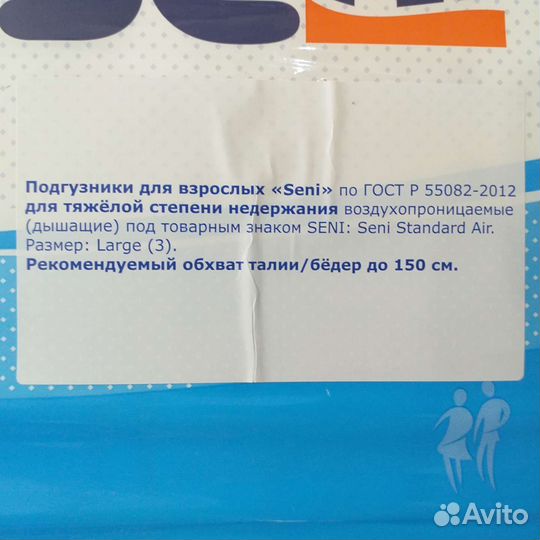 Подгузники для взрослых «Seni» по ГОСТ Р 55082-2012
для тяжёлой степени недержания воздухопроницаемые
(дышащие) под товарным знаком SENI: Seni Standard Air.
Размер: Large (3).
Рекомендуемый обхват талии/бёдер до 150 см.
Avito